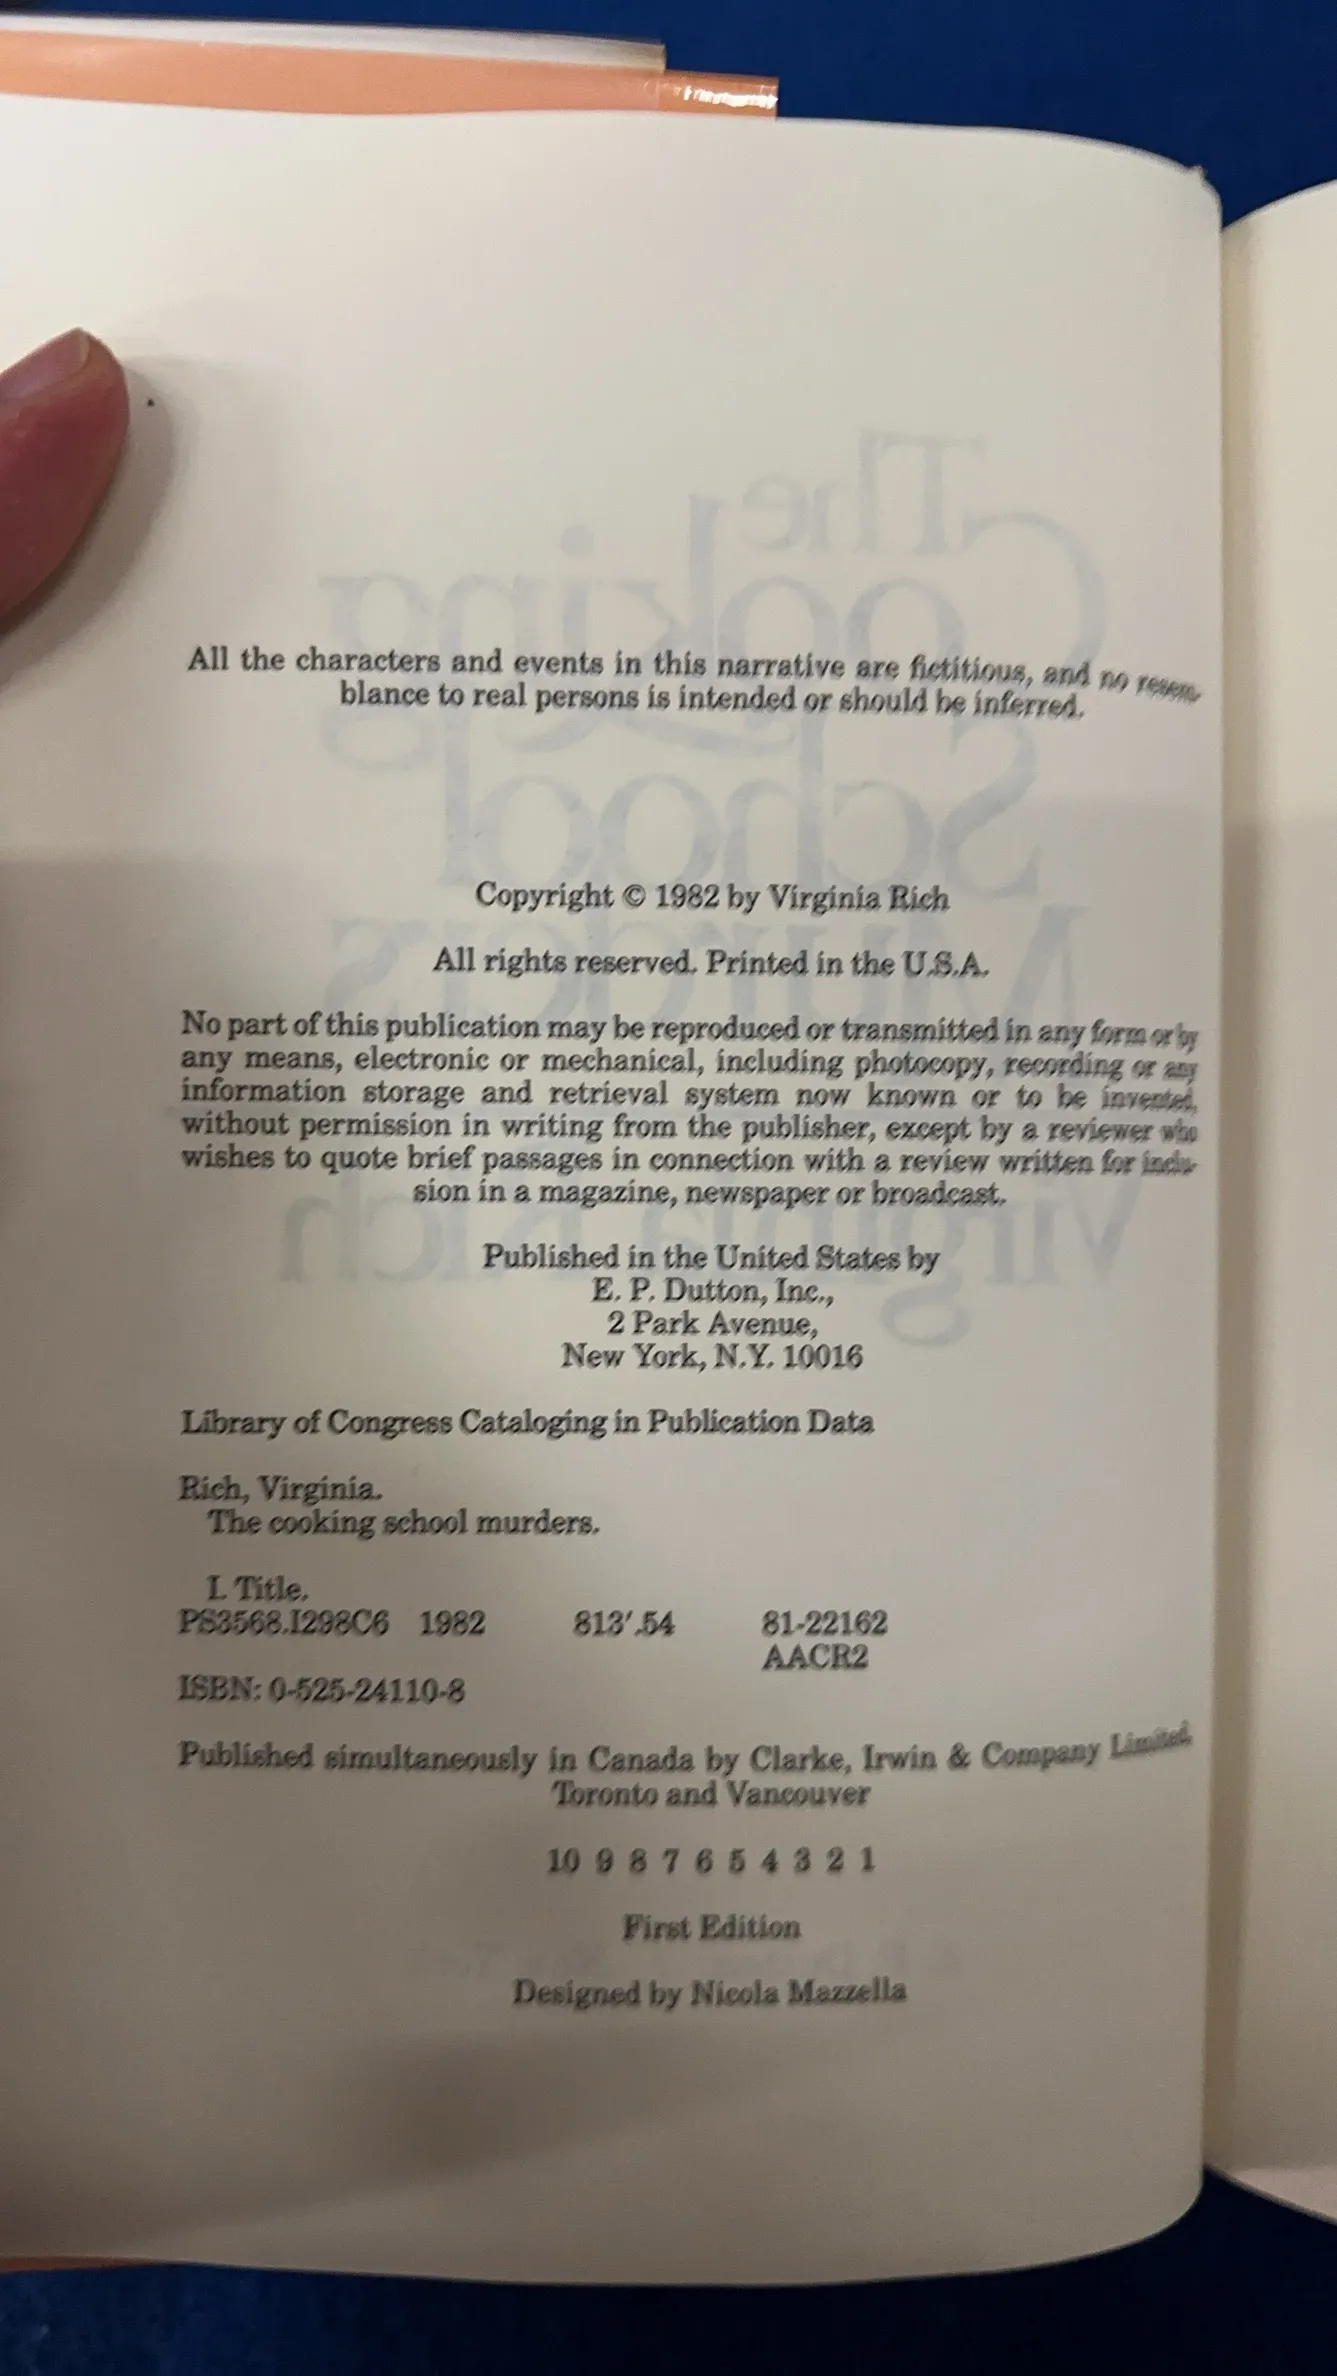 All the characters and events in this narrative are fictitious, and no resem-
blance to real persons is intended or should be inferred.
Copyright © 1982 by Virginia Rich
All rights reserved. Printed in the U.S.A.
No part of this publication may be reproduced or transmitted in any form or by
any means, electronic or mechanical, including photocopy, recording or any
information storage and retrieval system now known or to be invented,
without permission in writing from the publisher, except by a reviewer who
wishes to quote brief passages in connection with a review written for inclu-
sion in a magazine, newspaper or broadcast.
Published in the United States by
E. P. Dutton, Inc.,
2 Park Avenue,
New York, N.Y. 10016
Library of Congress Cataloging in Publication Data
Rich, Virginia.
The cooking school murders.
I. Title.
PS3568.I298C6 1982 813'.54 81-22162
AACR2
ISBN: 0-525-24110-8
Published simultaneously in Canada by Clarke, Irwin & Company Limited,
Toronto and Vancouver
10 9 8 7 6 5 4 3 2 1
First Edition
Designed by Nicola Mazzella
The
Cooking
School
Murders
Virginia Rich